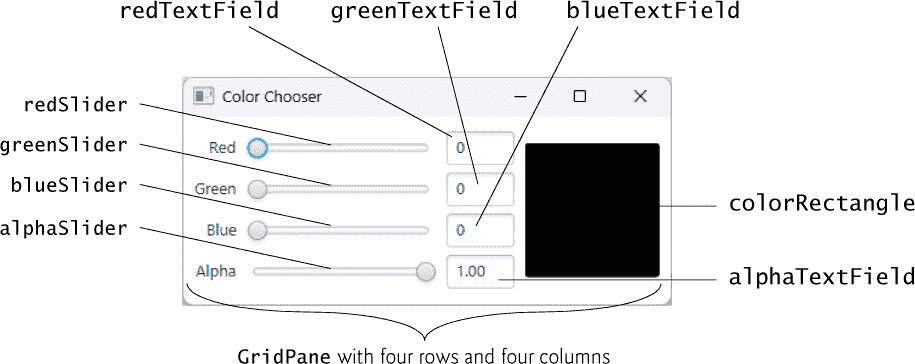 redTextField greenTextField blueTextField
Color Chooser
redSlider
Red 0
greenSlider
Green 0
blueSlider
Blue 0
colorRectangle
alphaSlider
Alpha 1.00
alphaTextField
GridPane with four rows and four columns